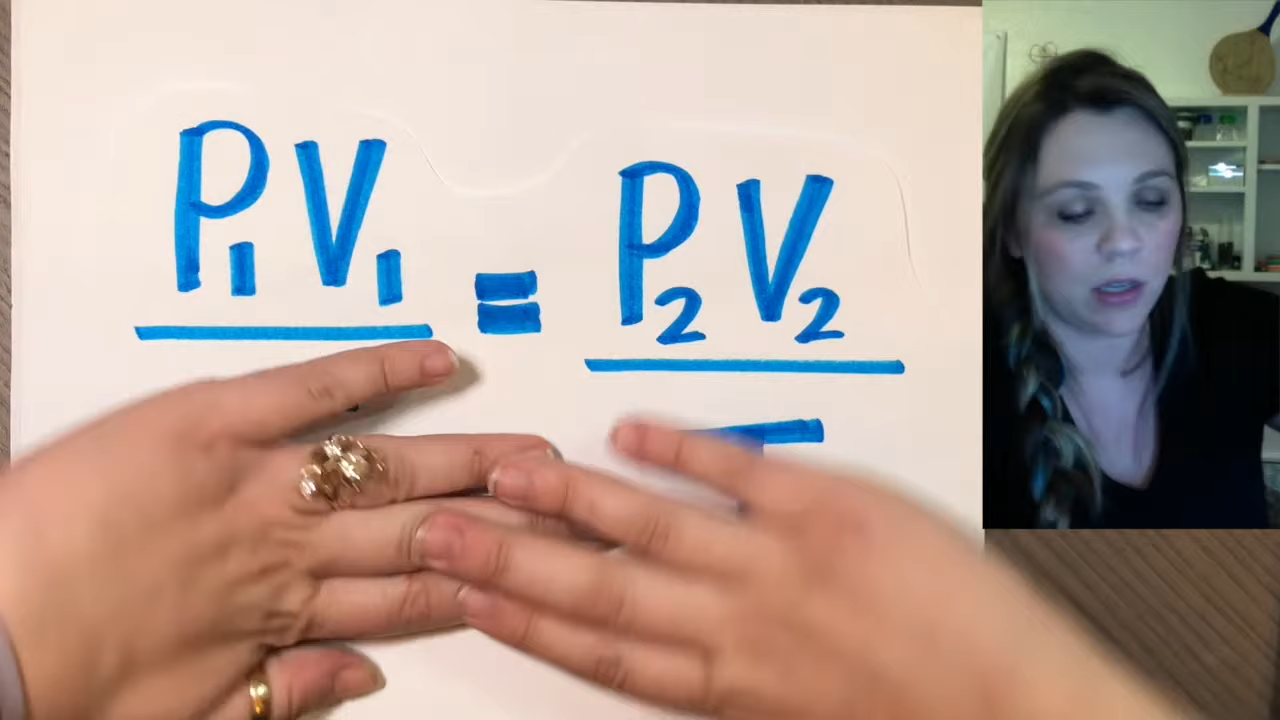 P₁V₁ = P₂V₂